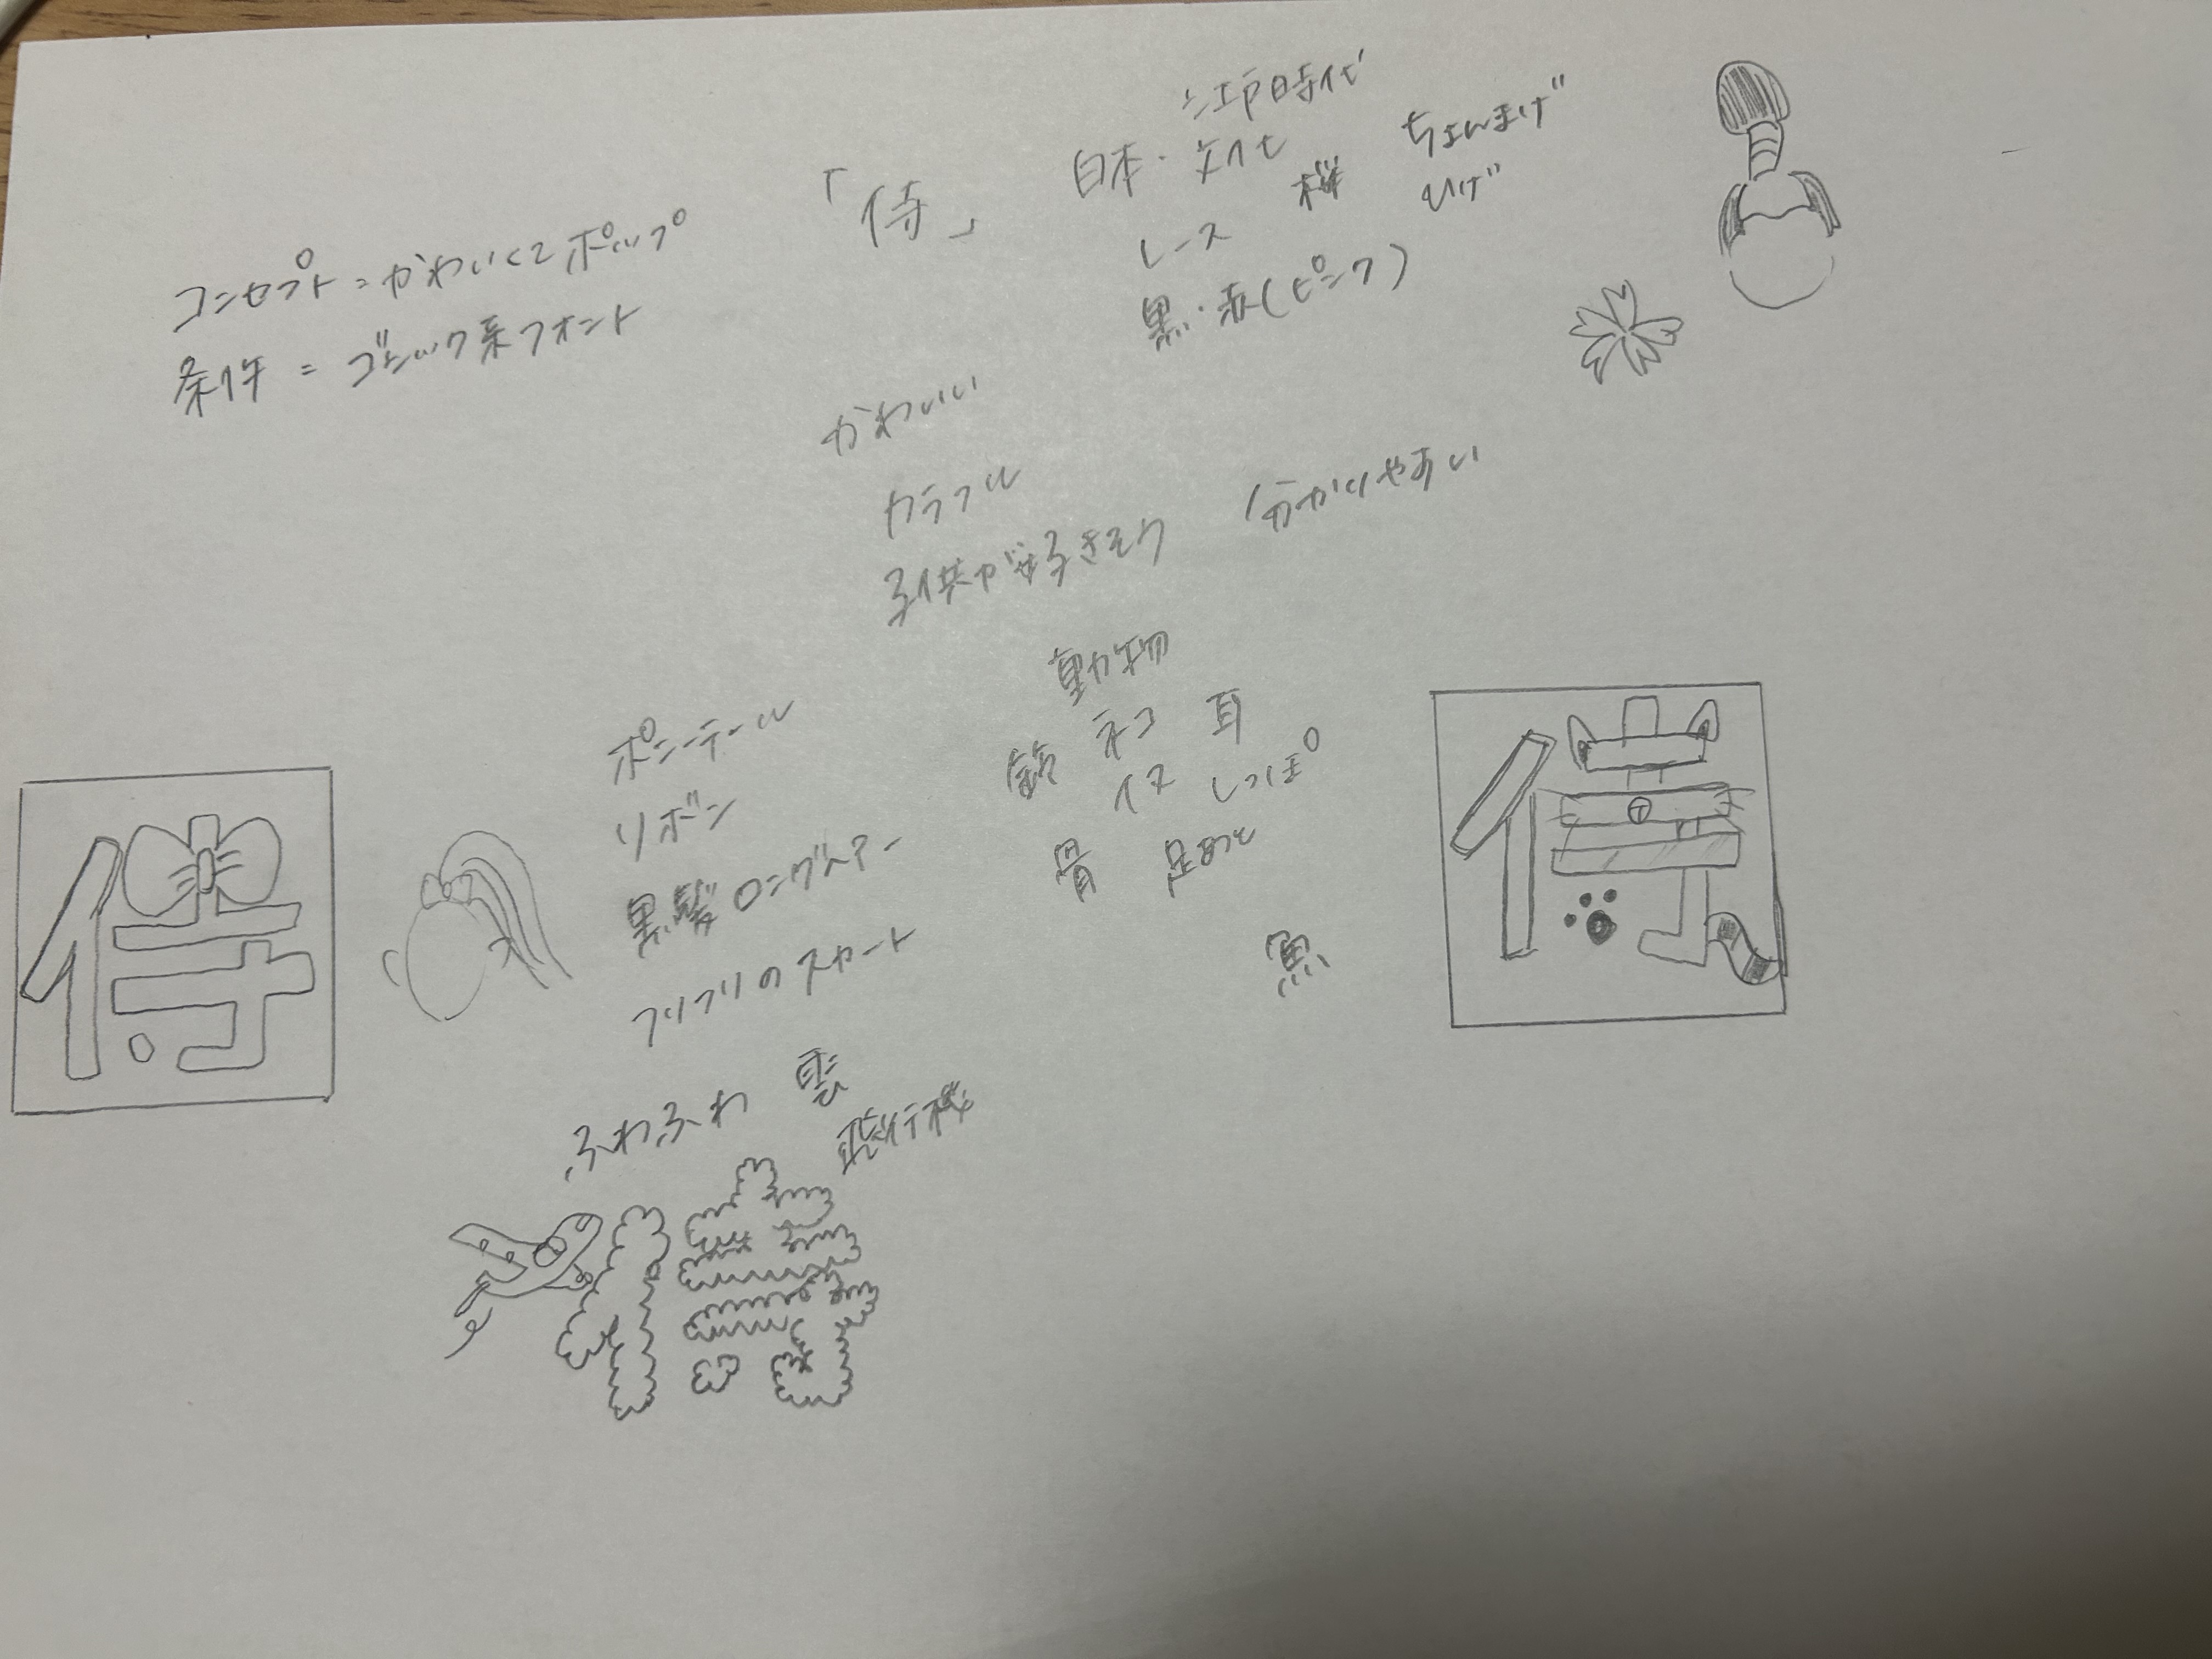 コンセプト=かわいくてポップ
条件=ゴシック系フォント
「侍」
江戸時代
日本・文化
ちょんまげ
レース 桜 ひげ
黒・赤(ピンク)
かわいい
カラフル
子供が好きそう 分かりやすい
動物
鈴 ネコ 耳
イヌ しっぽ
骨 足あと
魚
ポニーテール
リボン
黒髪ロングヘアー
フリフリのスカート
ふわふわ 雲
飛行機
侍
侍
侍